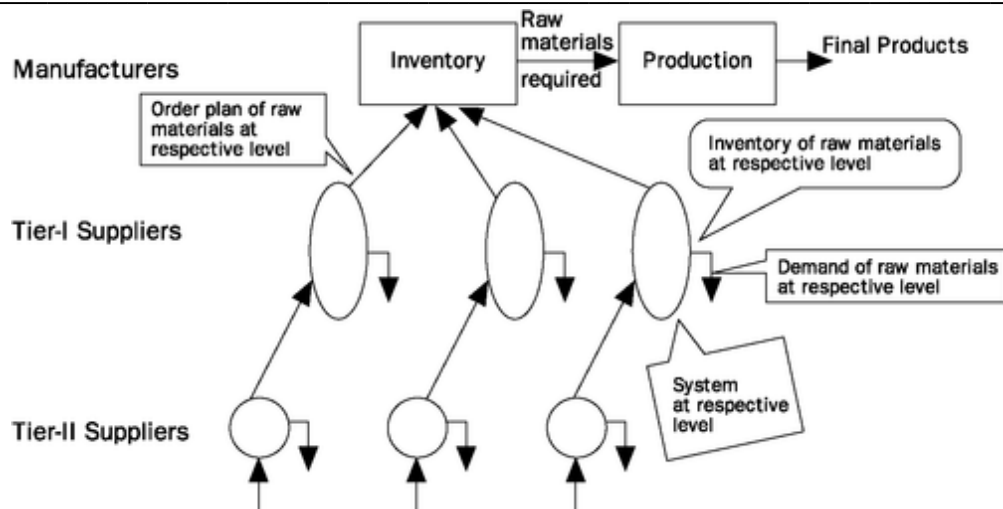 Manufacturers
Inventory
Raw
materials
required
Production
Final Products
Order plan of raw
materials at
respective level
Inventory of raw materials
at respective level
Tier-I Suppliers
Demand of raw materials
at respective level
System
at respective
level
Tier-II Suppliers